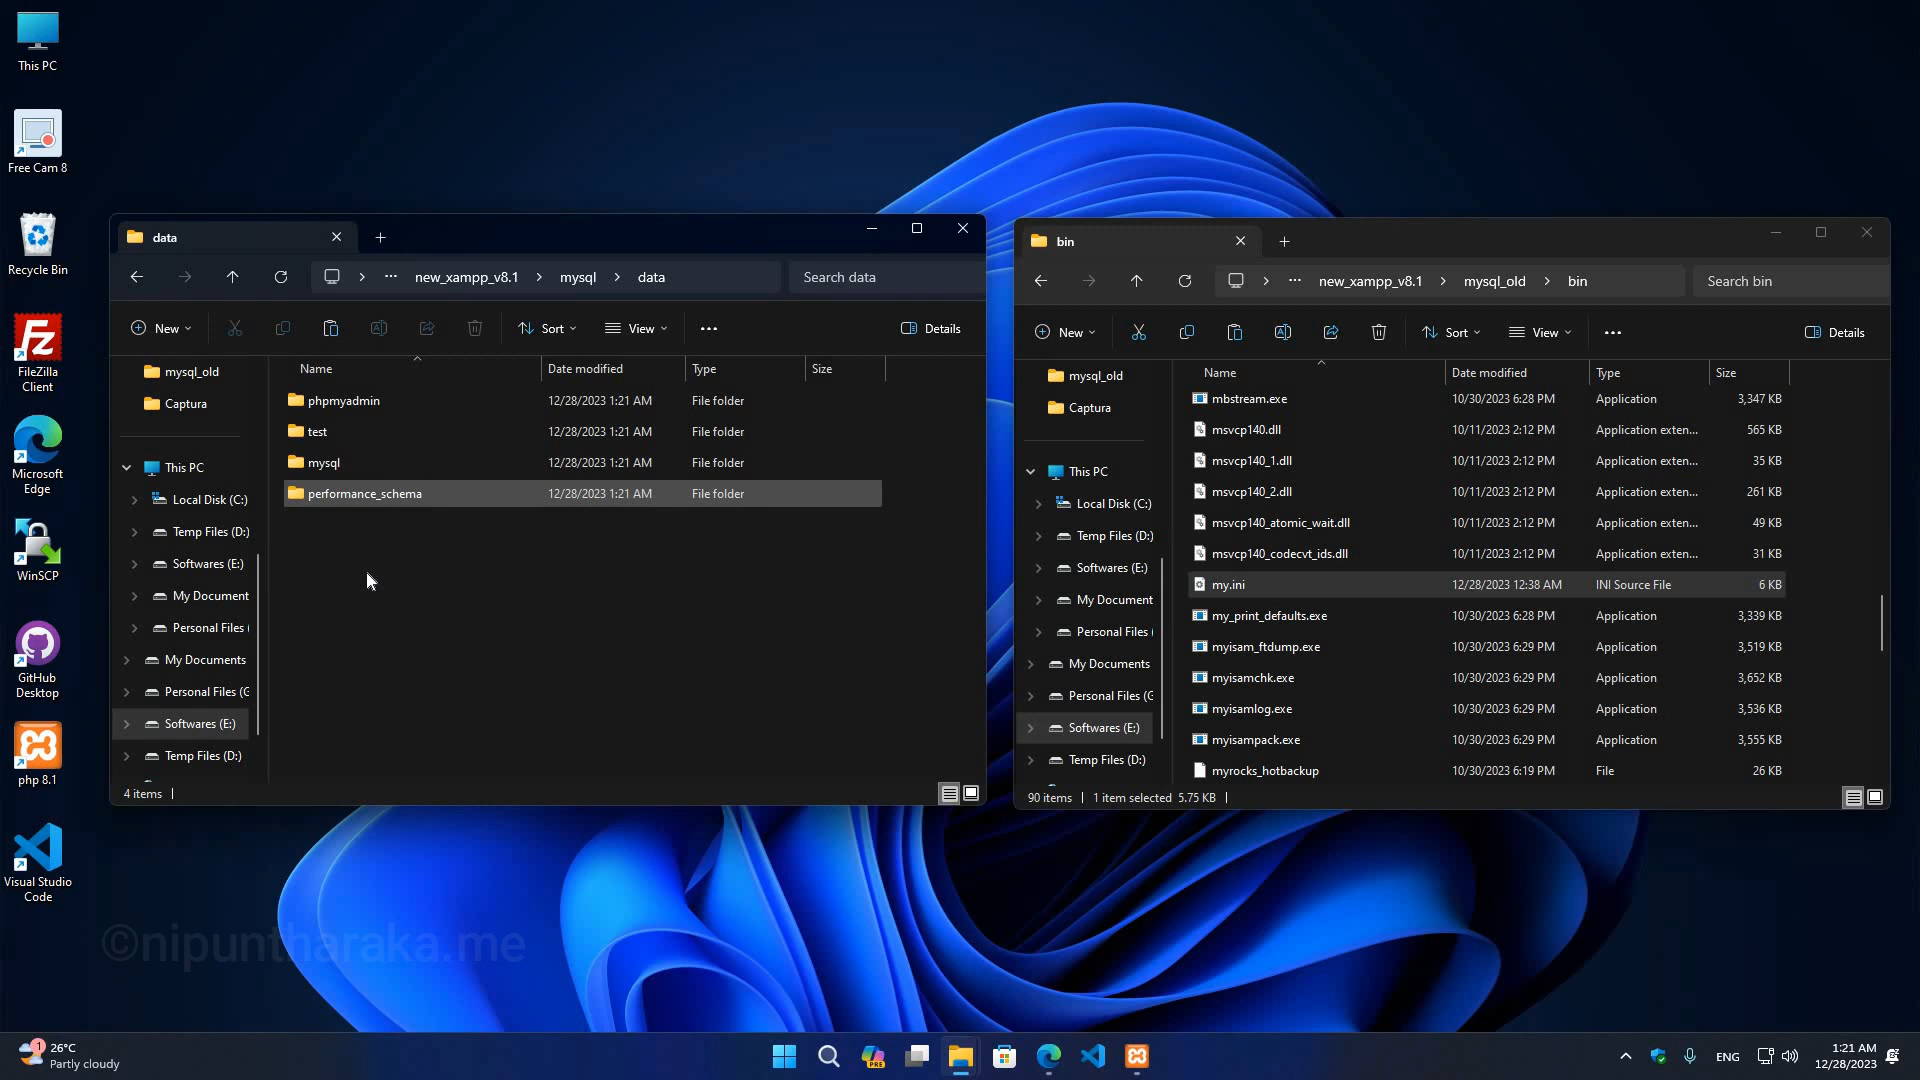 This PC
Free Cam 8
Recycle Bin
FileZilla
Client
Microsoft
Edge
WinSCP
GitHub
Desktop
php 8.1
Visual Studio
Code
data
new_xampp_v8.1 > mysql > data
Search data
New
Sort
View
Details
mysql_old
Captura
This PC
Local Disk (C:)
Temp Files (D:)
Softwares (E:)
My Document
Personal Files (
My Documents
Personal Files (G
Softwares (E:)
Temp Files (D:)
Name Date modified Type Size
phpmyadmin 12/28/2023 1:21 AM File folder
test 12/28/2023 1:21 AM File folder
mysql 12/28/2023 1:21 AM File folder
performance_schema 12/28/2023 1:21 AM File folder
4 items
bin
new_xampp_v8.1 > mysql_old > bin
Search bin
New
Sort
View
Details
mysql_old
Captura
This PC
Local Disk (C:)
Temp Files (D:)
Softwares (E:)
My Document
Personal Files (
My Documents
Personal Files (G
Softwares (E:)
Temp Files (D:)
Name Date modified Type Size
mbstream.exe 10/30/2023 6:28 PM Application 3,347 KB
msvcp140.dll 10/11/2023 2:12 PM Application exten... 565 KB
msvcp140_1.dll 10/11/2023 2:12 PM Application exten... 35 KB
msvcp140_2.dll 10/11/2023 2:12 PM Application exten... 261 KB
msvcp140_atomic_wait.dll 10/11/2023 2:12 PM Application exten... 49 KB
msvcp140_codecvt_ids.dll 10/11/2023 2:12 PM Application exten... 31 KB
my.ini 12/28/2023 12:38 AM INI Source File 6 KB
my_print_defaults.exe 10/30/2023 6:28 PM Application 3,339 KB
myisam_ftdump.exe 10/30/2023 6:29 PM Application 3,519 KB
myisamchk.exe 10/30/2023 6:29 PM Application 3,652 KB
myisamlog.exe 10/30/2023 6:29 PM Application 3,536 KB
myisampack.exe 10/30/2023 6:29 PM Application 3,555 KB
myrocks_hotbackup 10/30/2023 6:19 PM File 26 KB
90 items 1 item selected 5.75 KB
©nipuntharaka.me
1
26°C
Partly cloudy
PRE
ENG
1:21 AM
12/28/2023